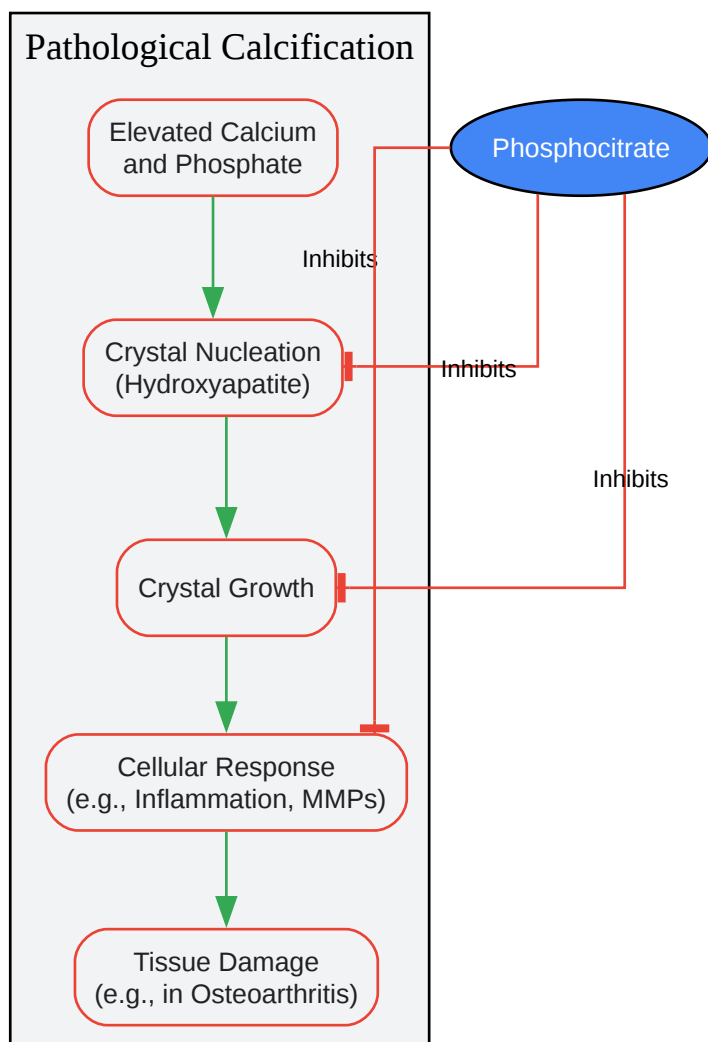 Pathological Calcification
Elevated Calcium
and Phosphate
Phosphocitrate
Inhibits
Crystal Nucleation
(Hydroxyapatite)
Inhibits
Inhibits
Crystal Growth
Cellular Response
(e.g., Inflammation, MMPs)
Tissue Damage
(e.g., in Osteoarthritis)